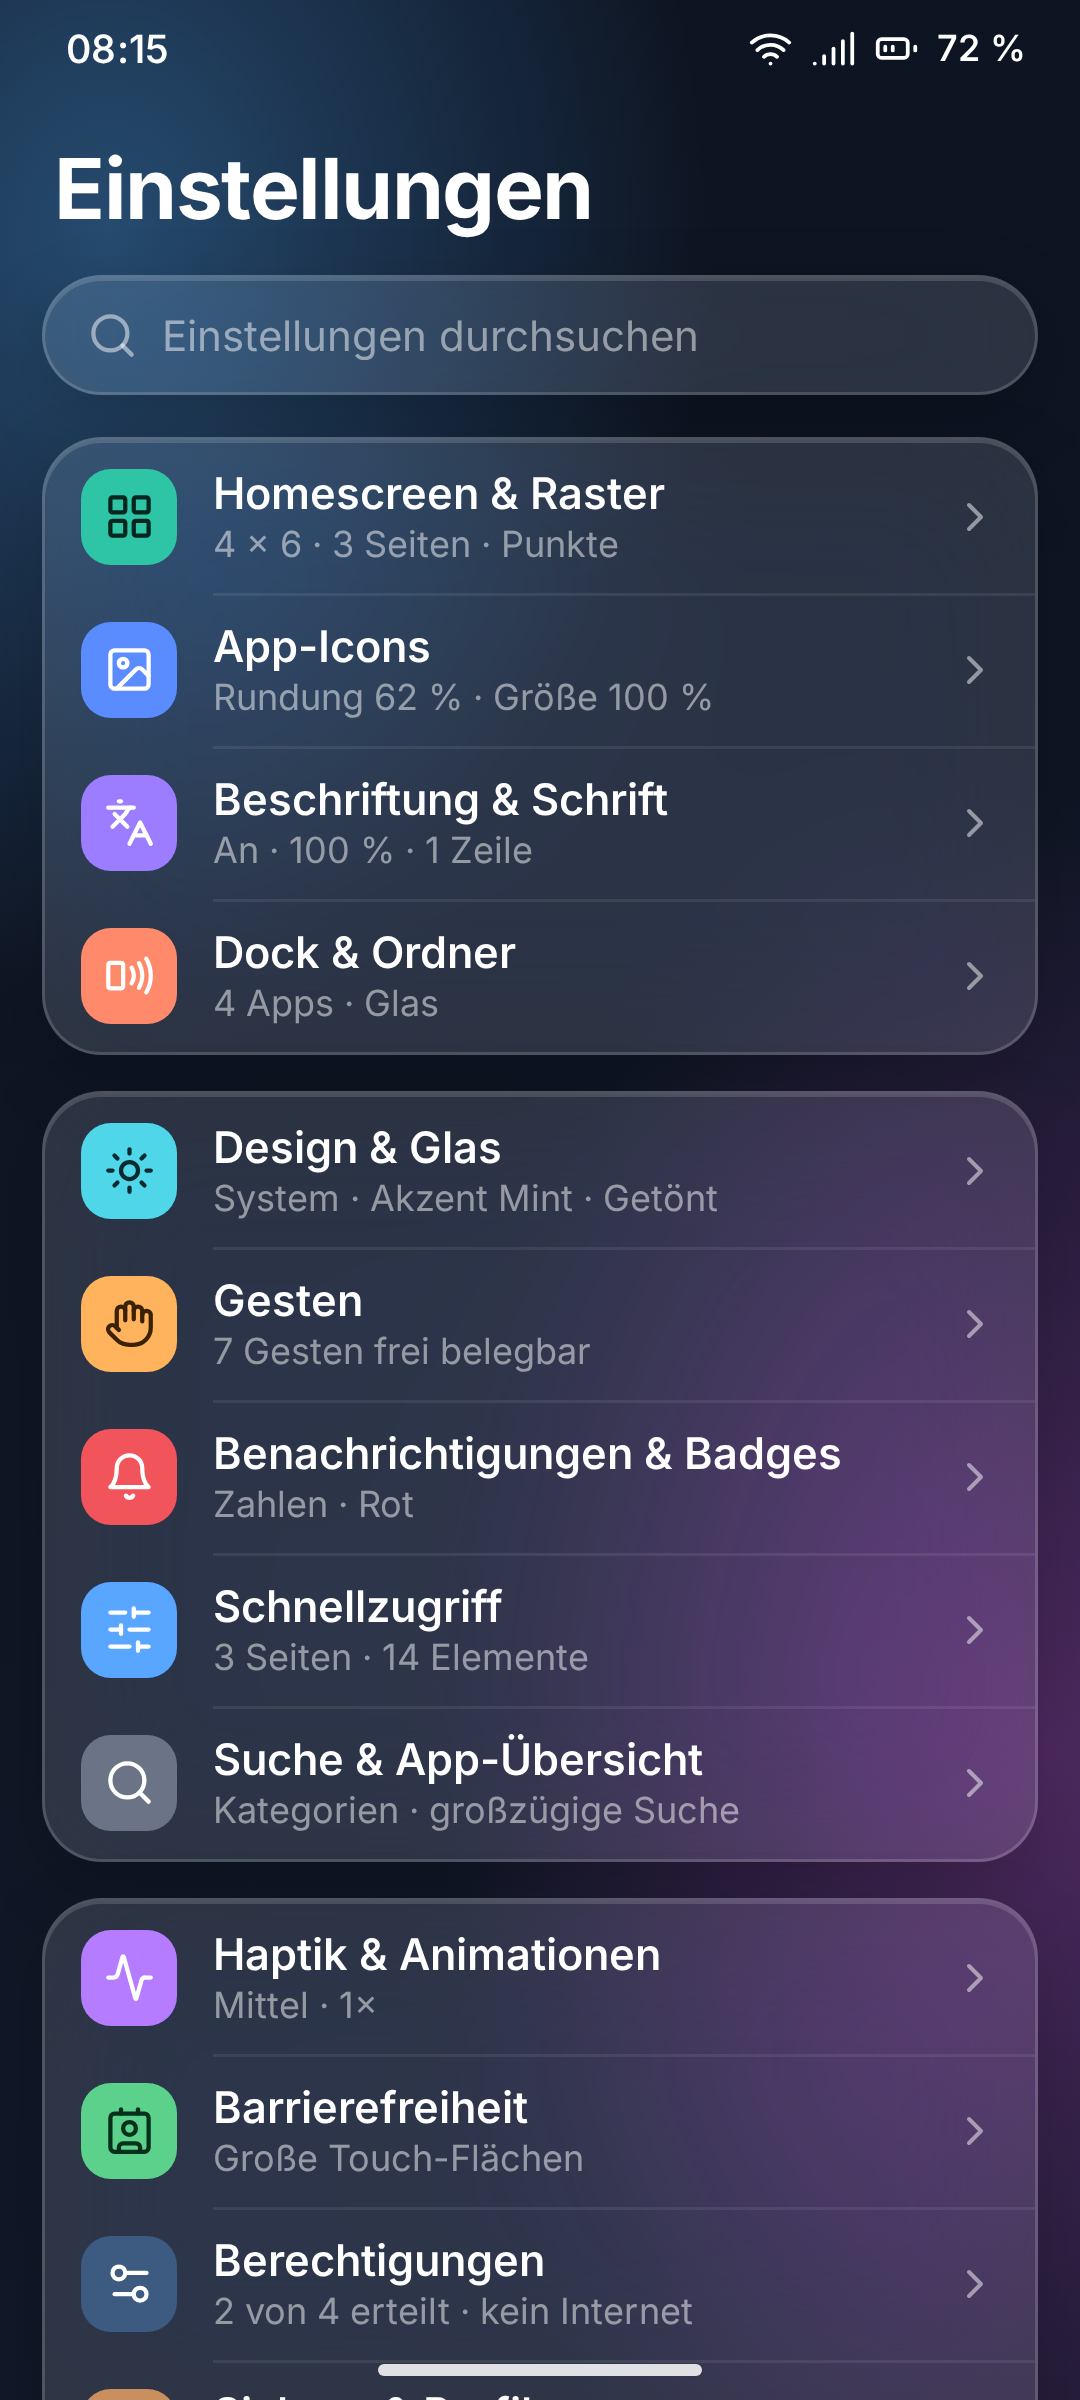 08:15
72 %
Einstellungen
Einstellungen durchsuchen
Homescreen & Raster
4 × 6 · 3 Seiten · Punkte
App-Icons
Rundung 62 % · Größe 100 %
Beschriftung & Schrift
An · 100 % · 1 Zeile
Dock & Ordner
4 Apps · Glas
Design & Glas
System · Akzent Mint · Getönt
Gesten
7 Gesten frei belegbar
Benachrichtigungen & Badges
Zahlen · Rot
Schnellzugriff
3 Seiten · 14 Elemente
Suche & App-Übersicht
Kategorien · großzügige Suche
Haptik & Animationen
Mittel · 1×
Barrierefreiheit
Große Touch-Flächen
Berechtigungen
2 von 4 erteilt · kein Internet